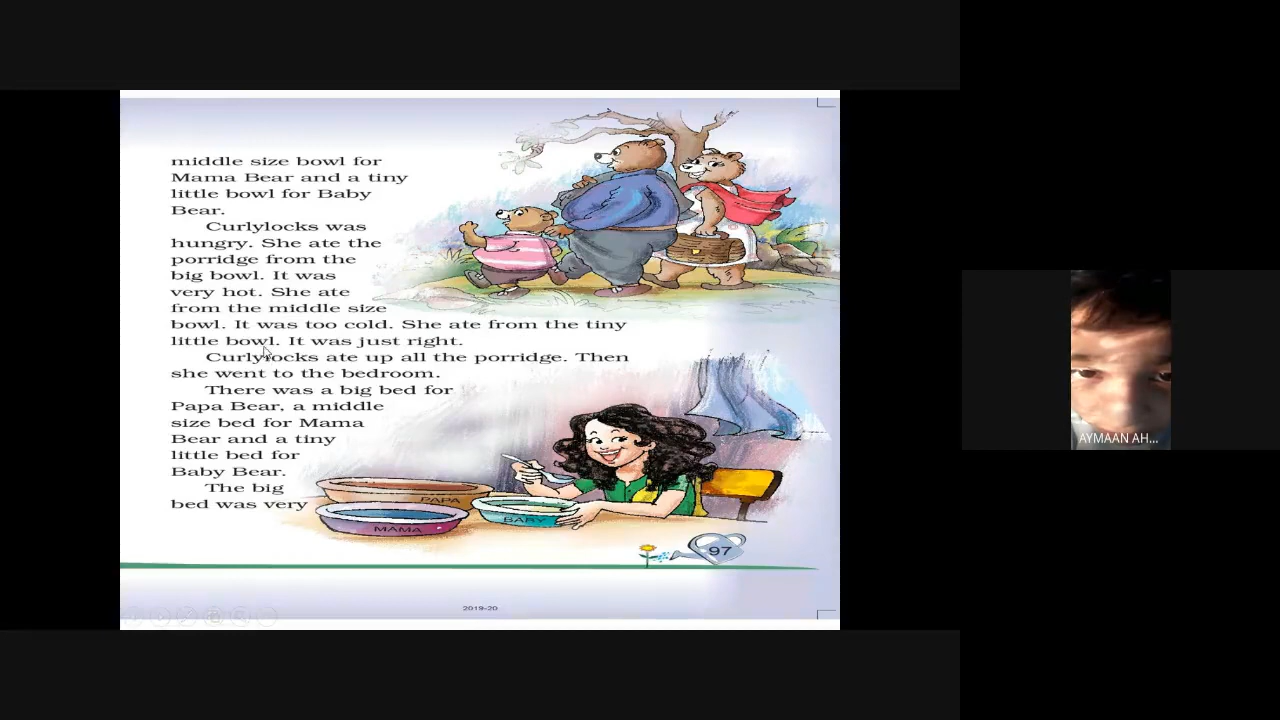 middle size bowl for
Mama Bear and a tiny
little bowl for Baby
Bear.
Curlylocks was
hungry. She ate the
porridge from the
big bowl. It was
very hot. She ate
from the middle size
bowl. It was too cold. She ate from the tiny
little bowl. It was just right.
Curlylocks ate up all the porridge. Then
she went to the bedroom.
There was a big bed for
Papa Bear, a middle
size bed for Mama
Bear and a tiny
little bed for
Baby Bear.
The big
bed was very
PAPA
MAMA
BABY
97
2019-20
AYMAAN AH...